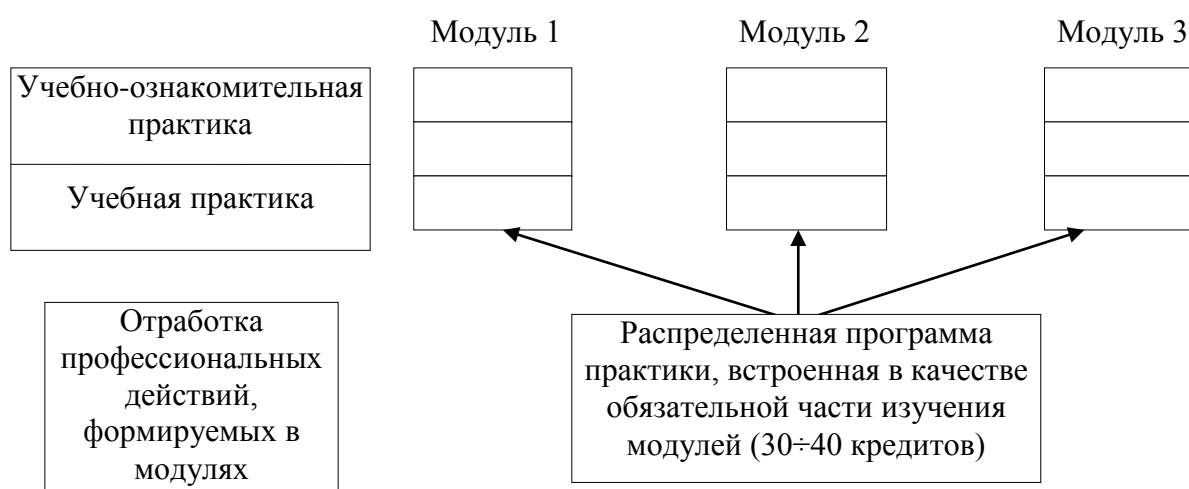 Модуль 1
Модуль 2
Модуль 3
Учебно-ознакомительная
практика
Учебная практика
Отработка
профессиональных
действий,
формируемых в
модулях
Распределенная программа
практики, встроенная в качестве
обязательной части изучения
модулей (30÷40 кредитов)